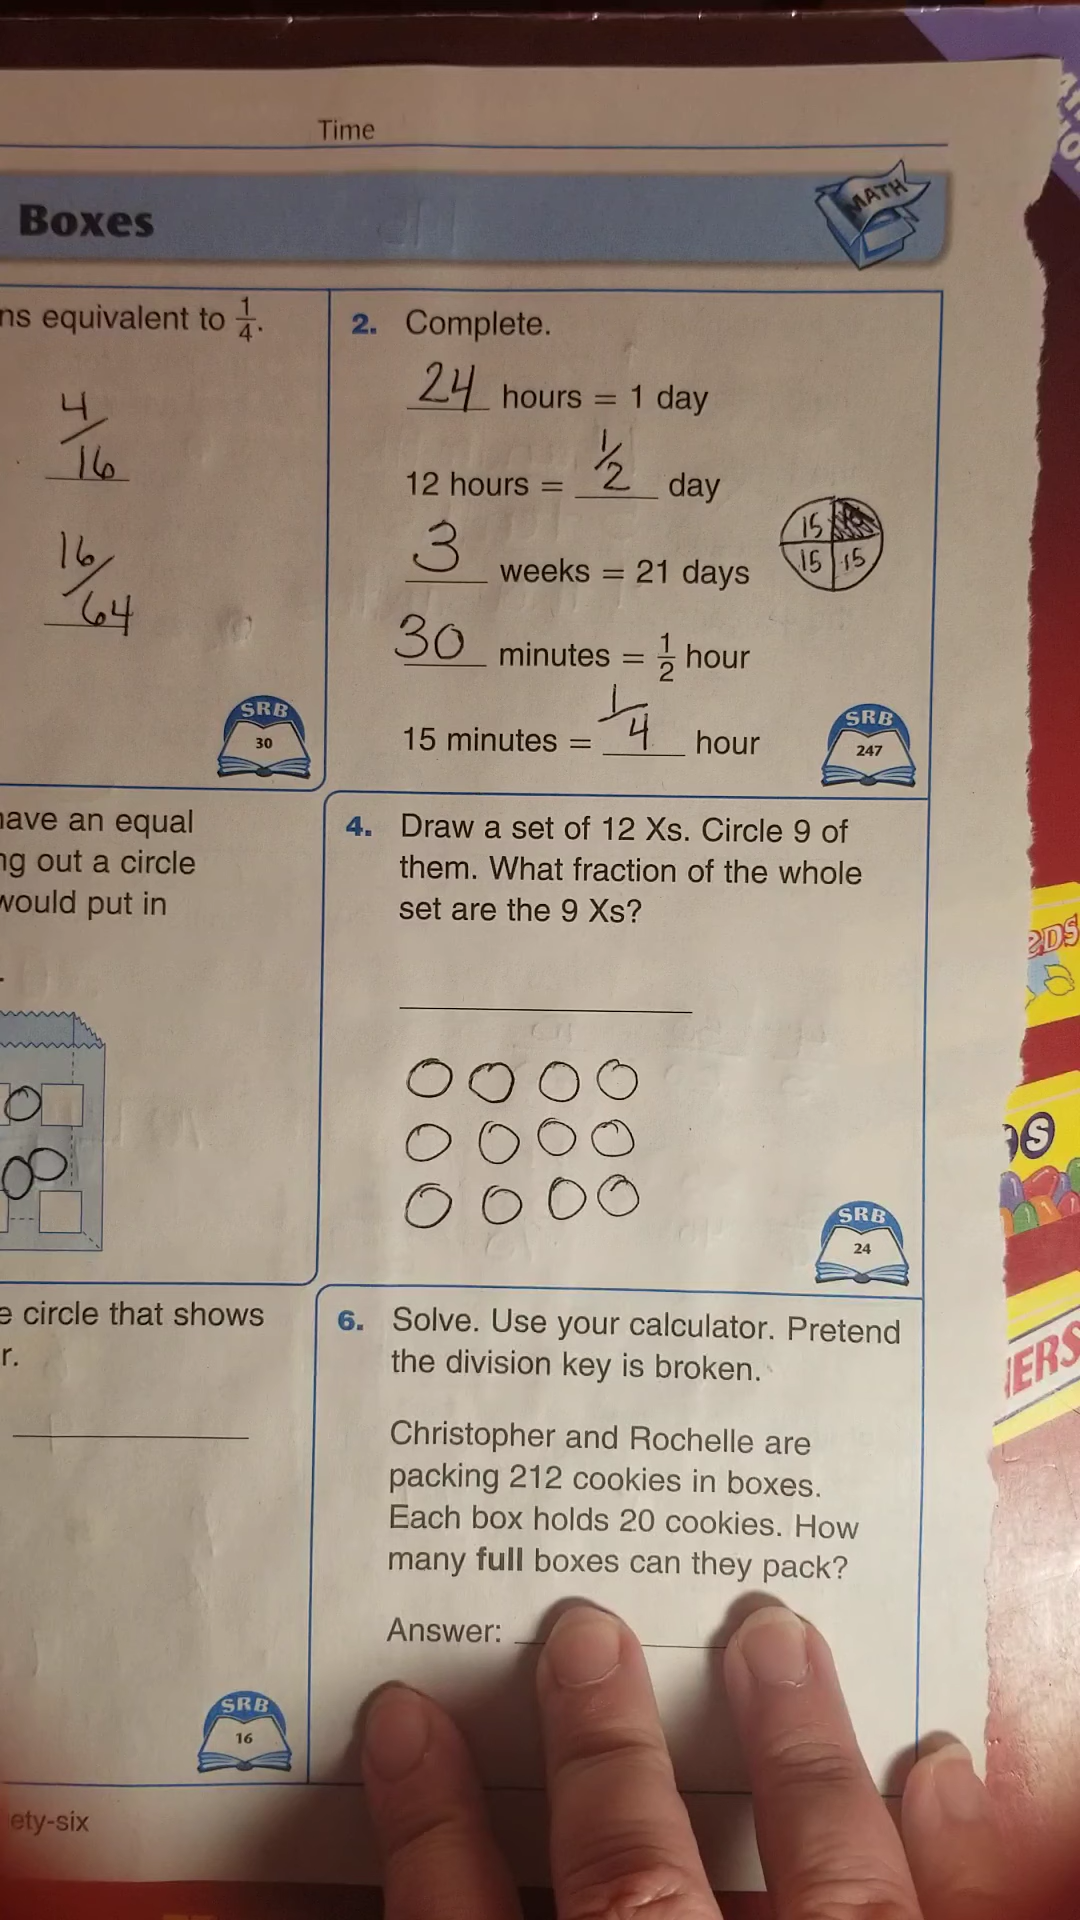 Time
Boxes
MATH
ns equivalent to 1/4.
4/16
16/64
SRB
30
2. Complete.
24 hours = 1 day
12 hours = 1/2 day
3 weeks = 21 days
15
15 15
30 minutes = 1/2 hour
15 minutes = 1/4 hour
SRB
247
have an equal
ng out a circle
would put in
4. Draw a set of 12 Xs. Circle 9 of
them. What fraction of the whole
set are the 9 Xs?
SRB
24
e circle that shows
r.
SRB
16
6. Solve. Use your calculator. Pretend
the division key is broken.
Christopher and Rochelle are
packing 212 cookies in boxes.
Each box holds 20 cookies. How
many full boxes can they pack?
Answer:
ety-six
eDS
S
ERS